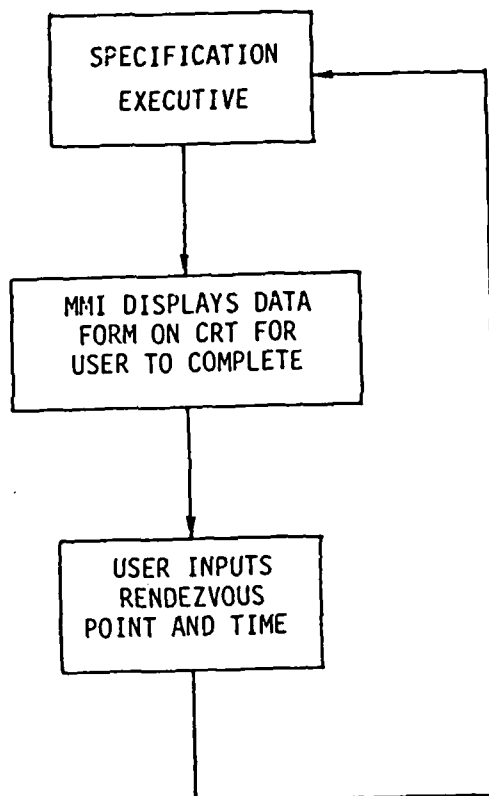 SPECIFICATION
EXECUTIVE
MMI DISPLAYS DATA
FORM ON CRT FOR
USER TO COMPLETE
USER INPUTS
RENDEZVOUS
POINT AND TIME